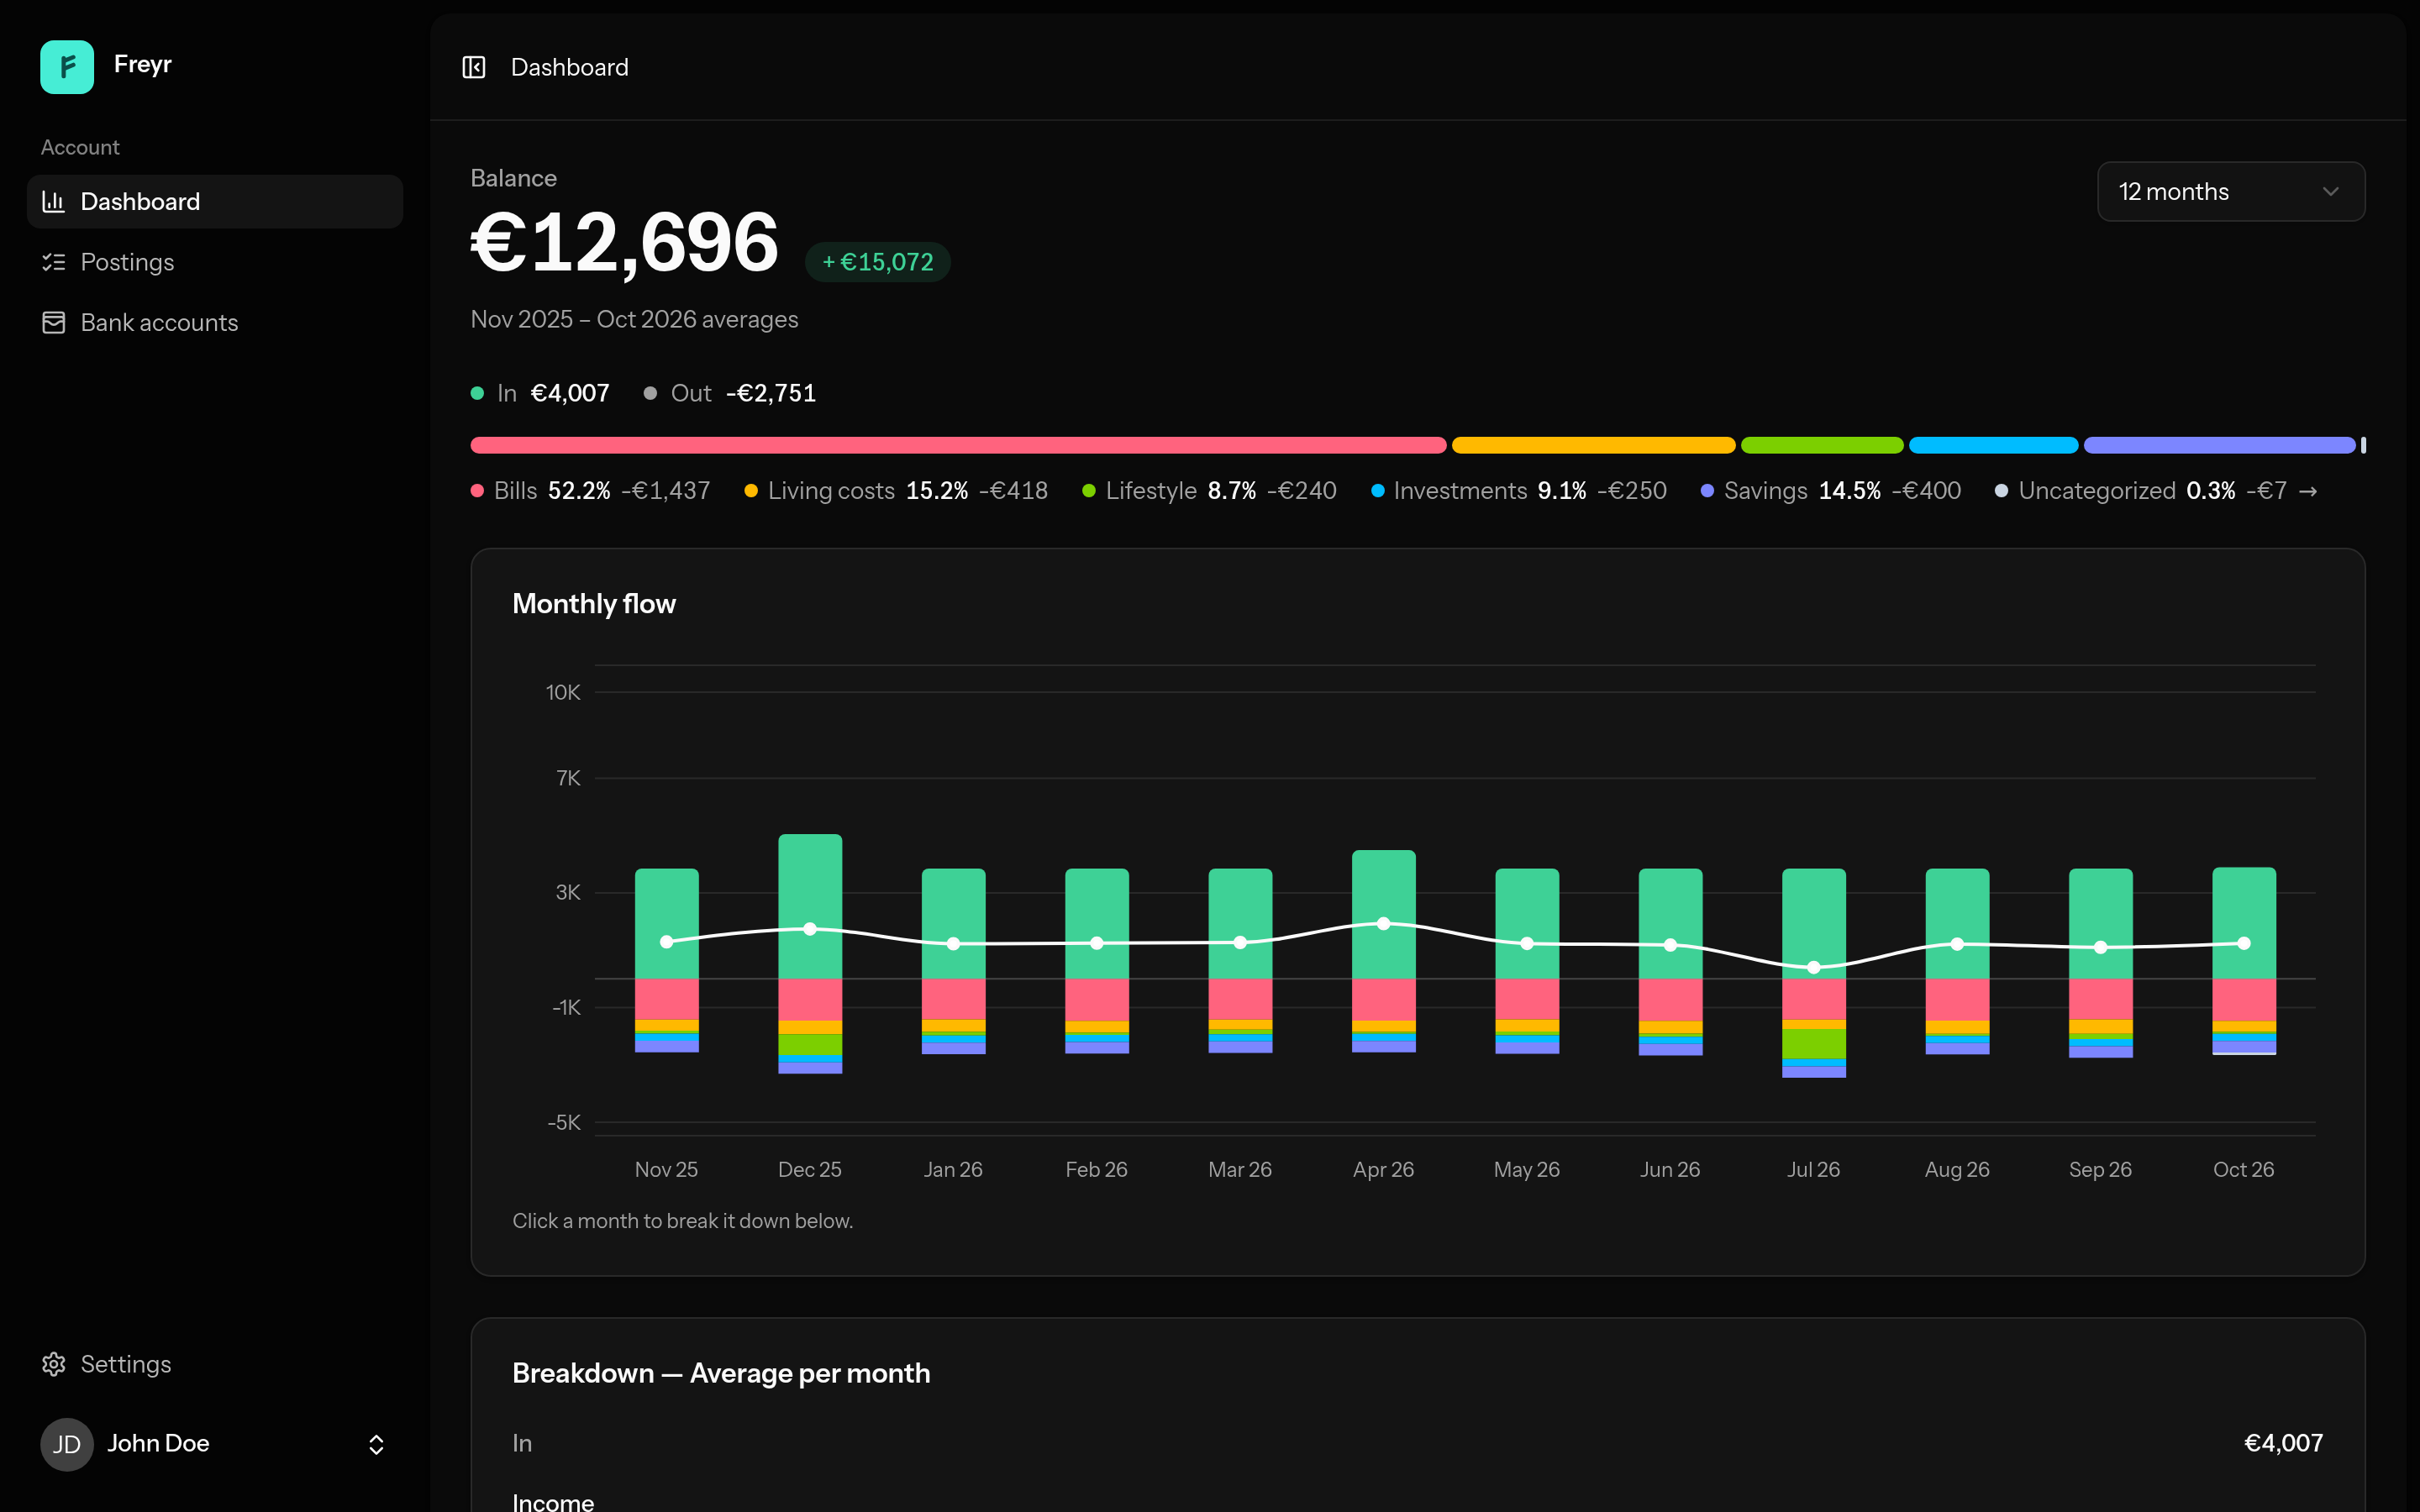 Freyr
Account
Dashboard
Postings
Bank accounts
Settings
JD John Doe
Dashboard
Balance
€12,696 + €15,072
12 months
Nov 2025 – Oct 2026 averages
In €4,007 Out -€2,751
Bills 52.2% -€1,437 Living costs 15.2% -€418 Lifestyle 8.7% -€240 Investments 9.1% -€250 Savings 14.5% -€400 Uncategorized 0.3% -€7 →
Monthly flow
10K
7K
3K
-1K
-5K
Nov 25 Dec 25 Jan 26 Feb 26 Mar 26 Apr 26 May 26 Jun 26 Jul 26 Aug 26 Sep 26 Oct 26
Click a month to break it down below.
Breakdown — Average per month
In €4,007
Income